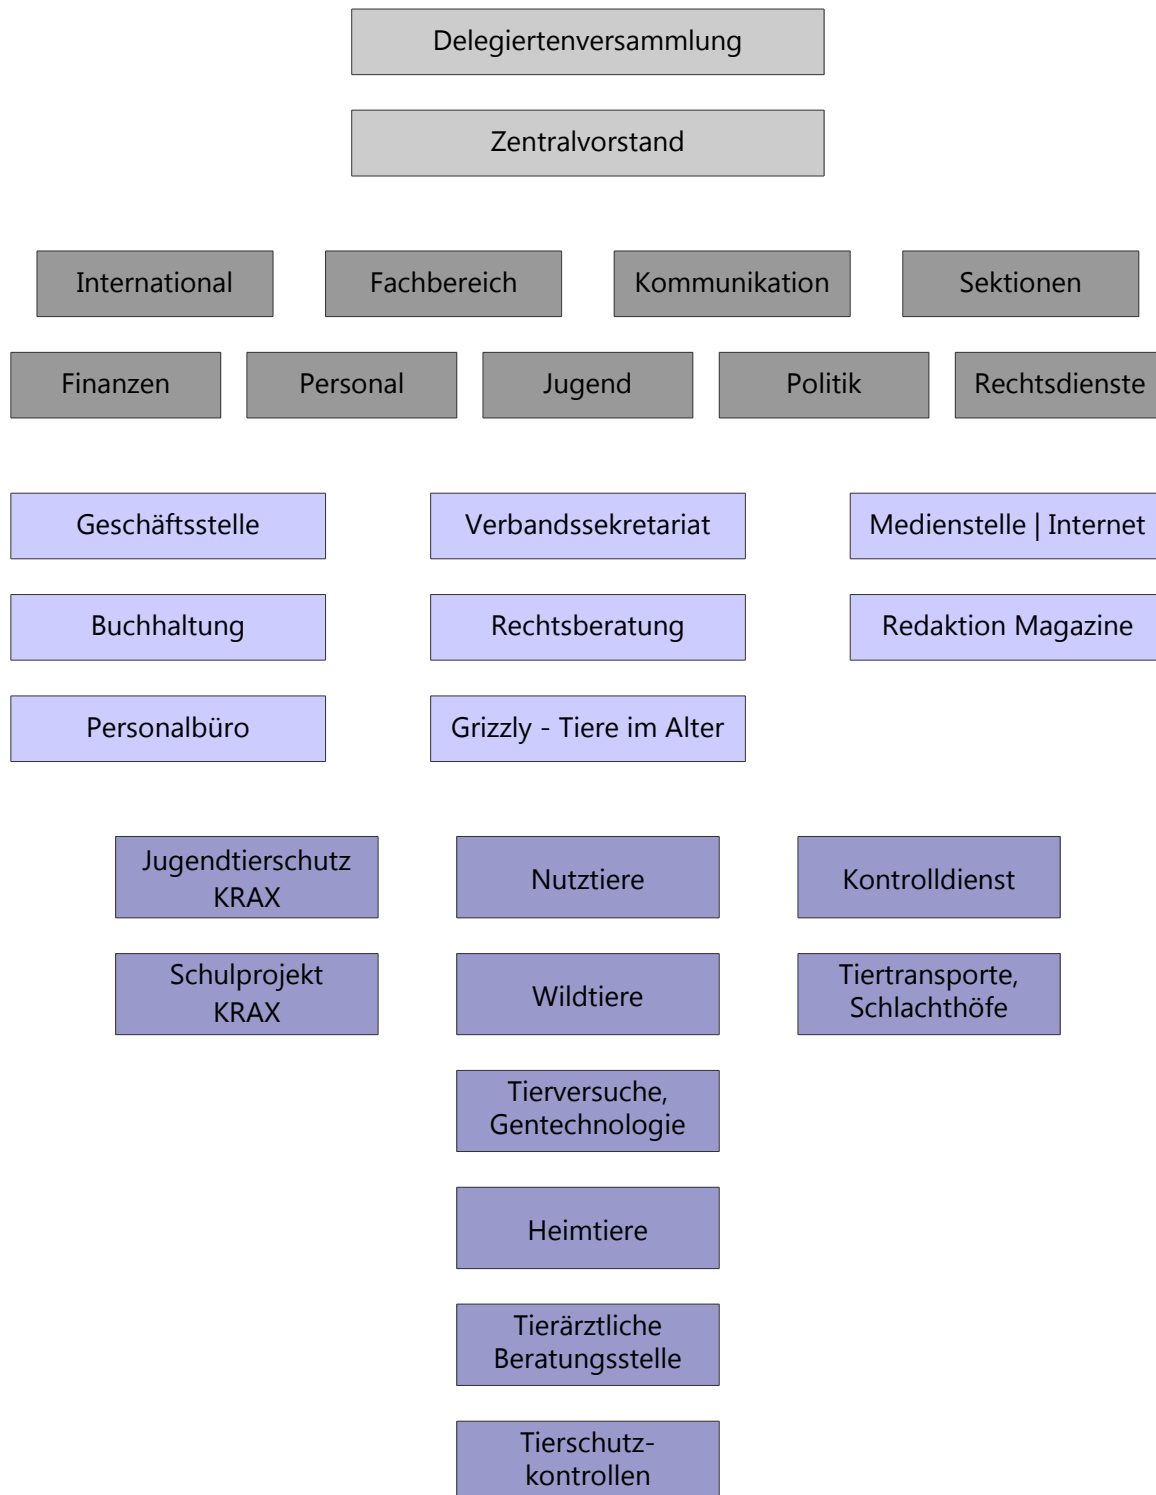 Delegiertenversammlung
Zentralvorstand
International
Fachbereich
Kommunikation
Sektionen
Finanzen
Personal
Jugend
Politik
Rechtsdienste
Geschäftsstelle
Verbandssekretariat
Medienstelle | Internet
Buchhaltung
Rechtsberatung
Redaktion Magazine
Personalbüro
Grizzly - Tiere im Alter
Jugendtierschutz
KRAX
Nutztiere
Kontrolldienst
Schulprojekt
KRAX
Wildtiere
Tiertransporte,
Schlachthöfe
Tierversuche,
Gentechnologie
Heimtiere
Tierärztliche
Beratungsstelle
Tierschutz-
kontrollen